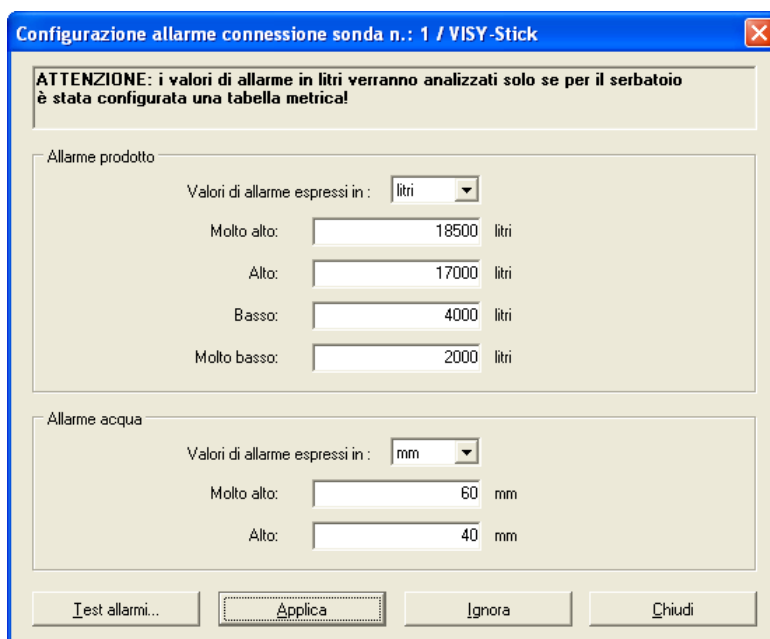 Configurazione allarme connessione sonda n.: 1 / VISY-Stick
ATTENZIONE: i valori di allarme in litri verranno analizzati solo se per il serbatoio
è stata configurata una tabella metrica!
Allarme prodotto
Valori di allarme espressi in : litri
Molto alto: 18500 litri
Alto: 17000 litri
Basso: 4000 litri
Molto basso: 2000 litri
Allarme acqua
Valori di allarme espressi in : mm
Molto alto: 60 mm
Alto: 40 mm
Test allarmi... Applica Ignora Chiudi